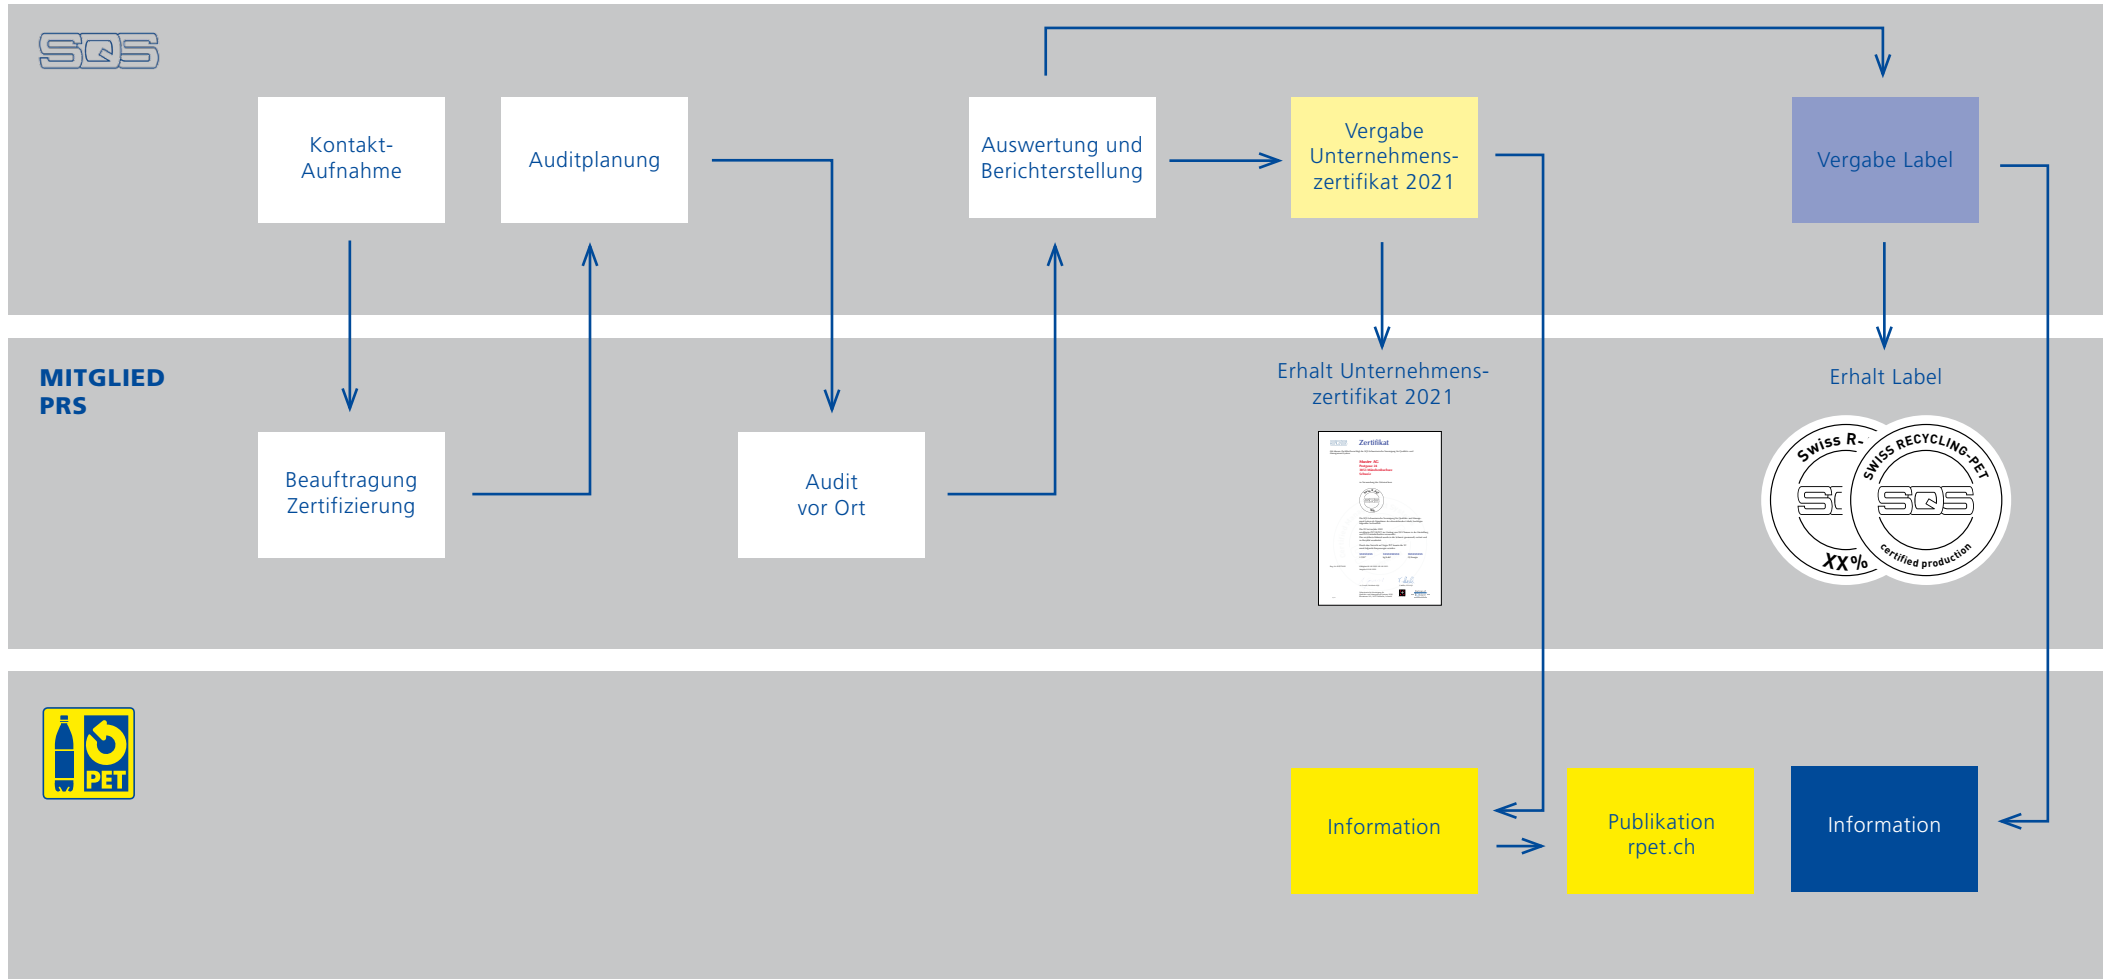 SQS
Kontakt-
Aufnahme
Auditplanung
Auswertung und
Berichterstellung
Vergabe
Unternehmens-
zertifikat 2021
Vergabe Label
MITGLIED
PRS
Beauftragung
Zertifizierung
Audit
vor Ort
Erhalt Unternehmens-
zertifikat 2021
Zertifikat
Muster AG
Erhalt Label
Swiss R-
XX%
SWISS RECYCLING-PET
SQS
certified production
PET
Information
Publikation
rpet.ch
Information